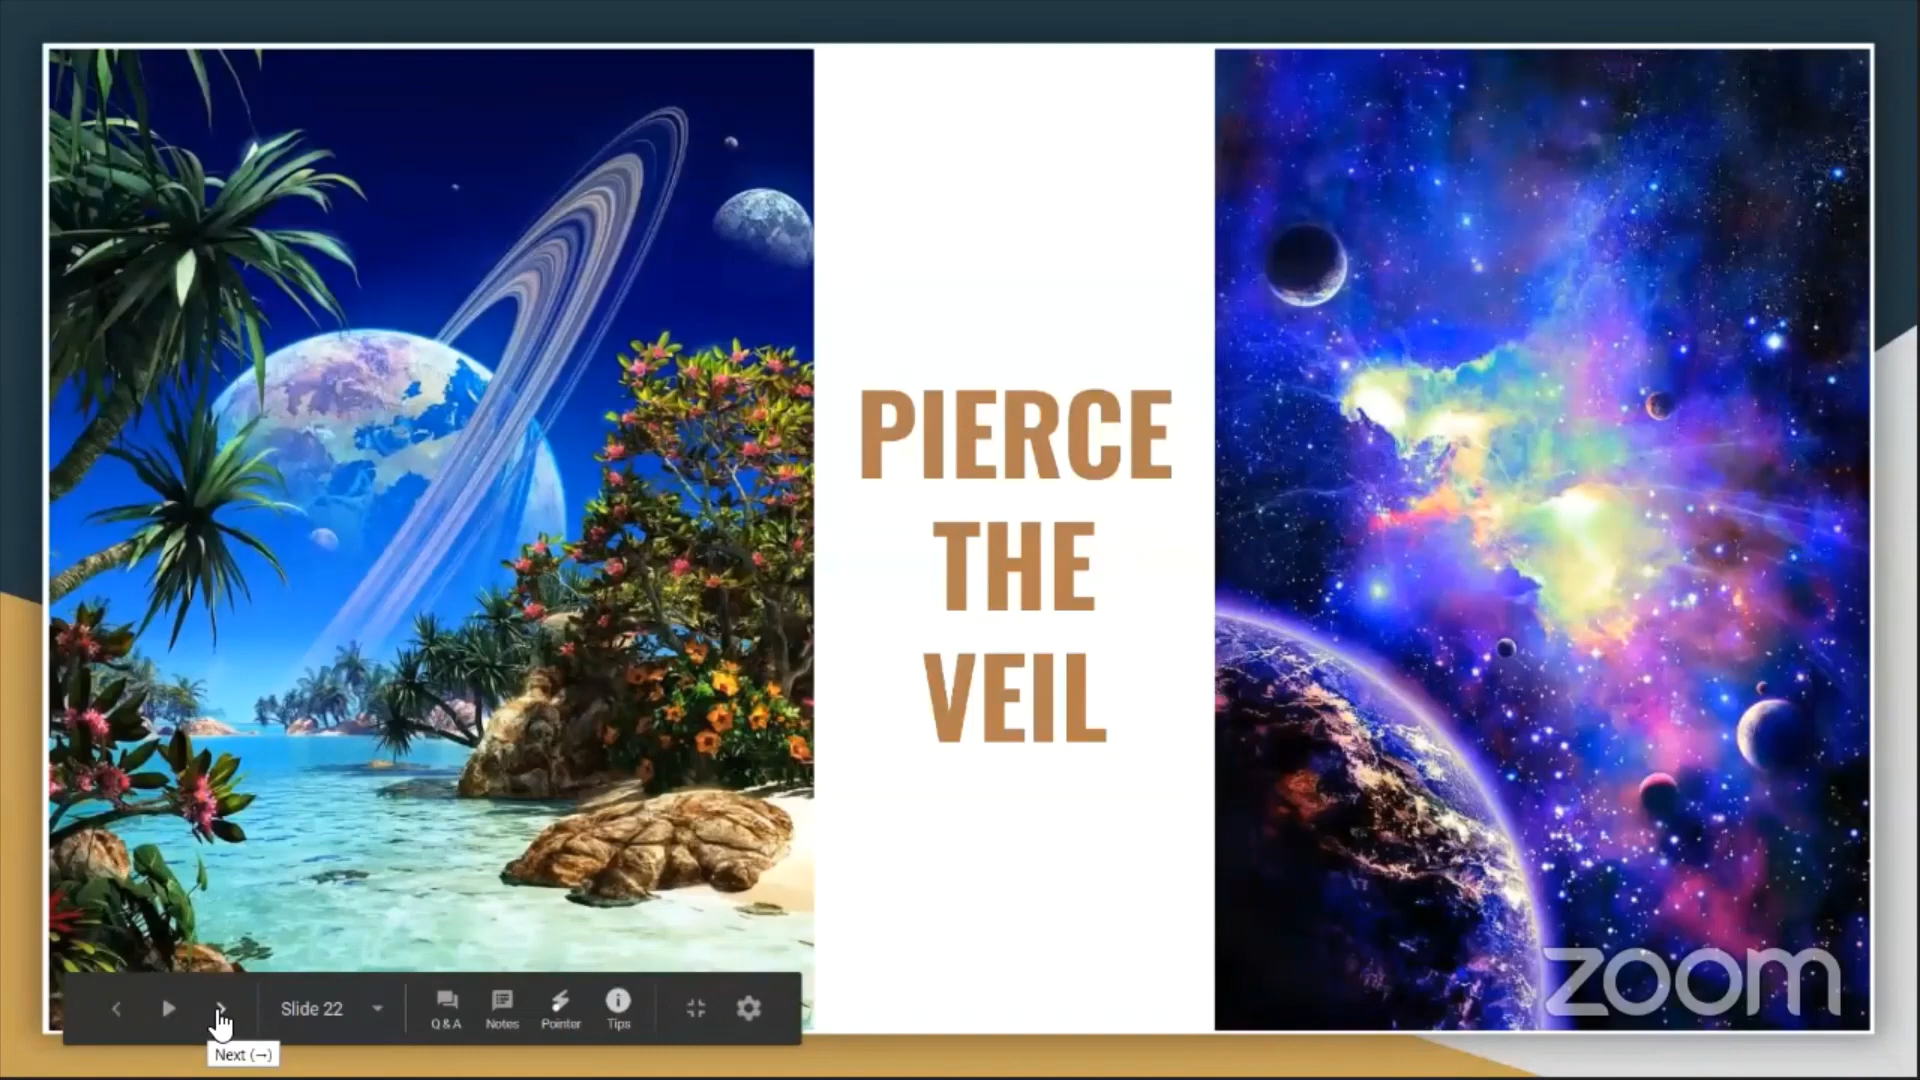 PIERCE
THE
VEIL
zoom
Slide 22
Q & A
Notes
Pointer
Tips
Next (→)